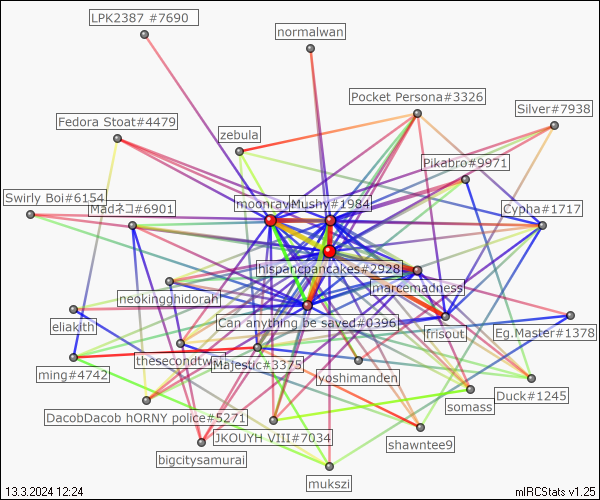 LPK2387 #7690
normalwan
Pocket Persona#3326
Silver#7938
Fedora Stoat#4479
zebula
Pikabro#9971
Swirly Boi#6154
Madネコ#6901
Mushy#1984
Cypha#1717
hispancpancakes#2928
marcemadness
neokingghidorah
eliakith
Can anything be saved#0396
frisout
Eg.Master#1378
ming#4742
Majestic#3375
yoshimanden
Duck#1245
DacobDacob hORNY police#5271
somass
JKOUYH VIII#7034
shawntee9
bigcitysamurai
mukszi
13.3.2024 12:24
mIRCStats v1.25